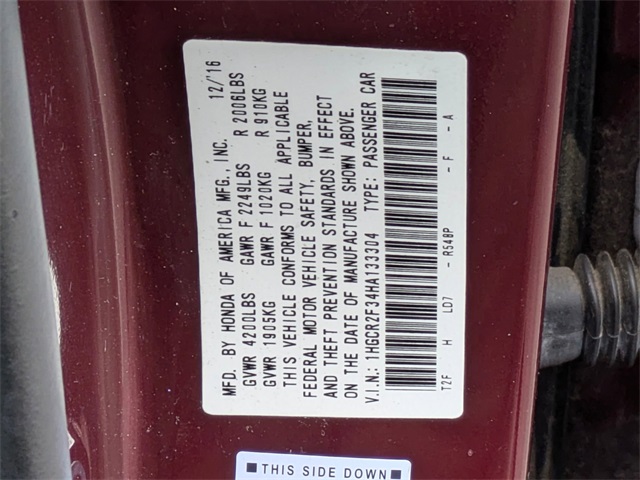 MFD. BY HONDA OF AMERICA MFG., INC. 12/'16
GVWR 4200LBS GAWR F 2249LBS R 2006LBS
GVWR 1905KG GAWR F 1020KG R 910KG
THIS VEHICLE CONFORMS TO ALL APPLICABLE
FEDERAL MOTOR VEHICLE SAFETY, BUMPER,
AND THEFT PREVENTION STANDARDS IN EFFECT
ON THE DATE OF MANUFACTURE SHOWN ABOVE.
V.I.N.: 1HGCR2F34HA133304 TYPE: PASSENGER CAR
T2F H LD7 - R548P - F - A
THIS SIDE DOWN